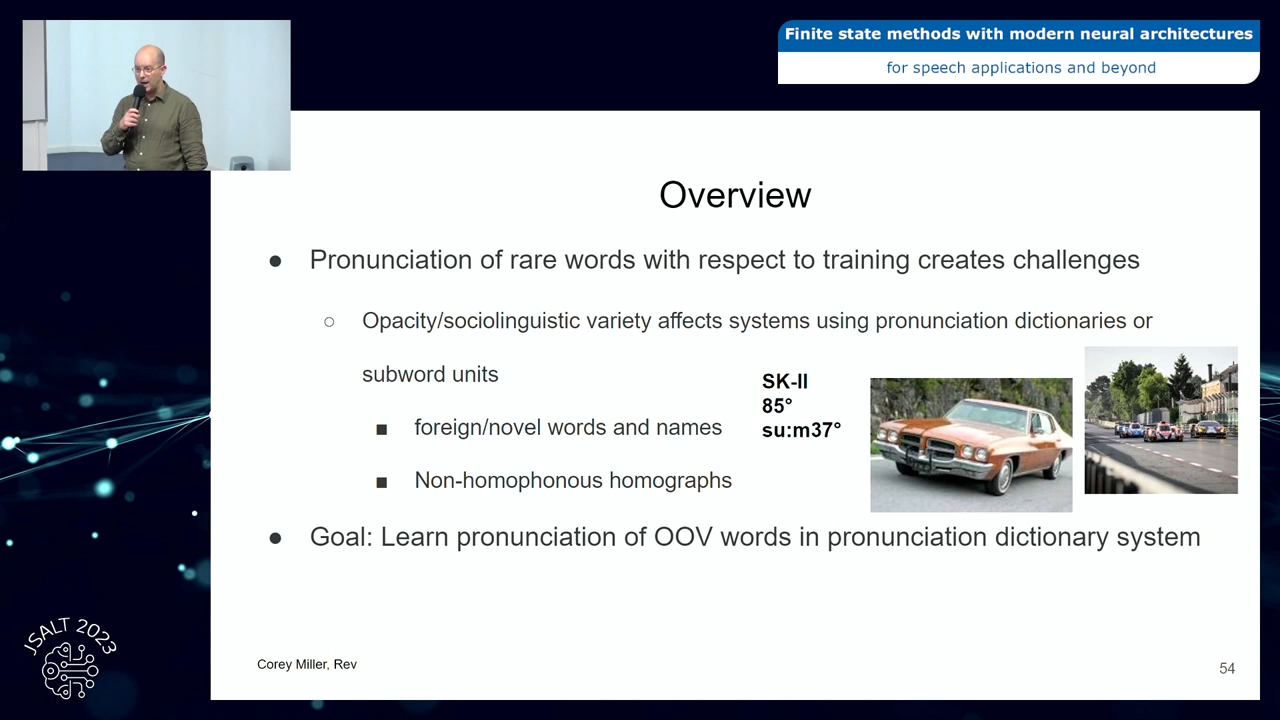 Finite state methods with modern neural architectures
for speech applications and beyond
Overview
● Pronunciation of rare words with respect to training creates challenges
○ Opacity/sociolinguistic variety affects systems using pronunciation dictionaries or
subword units
■ foreign/novel words and names
■ Non-homophonous homographs
SK-II
85°
su:m37°
● Goal: Learn pronunciation of OOV words in pronunciation dictionary system
Corey Miller, Rev
54
JSALT 2023